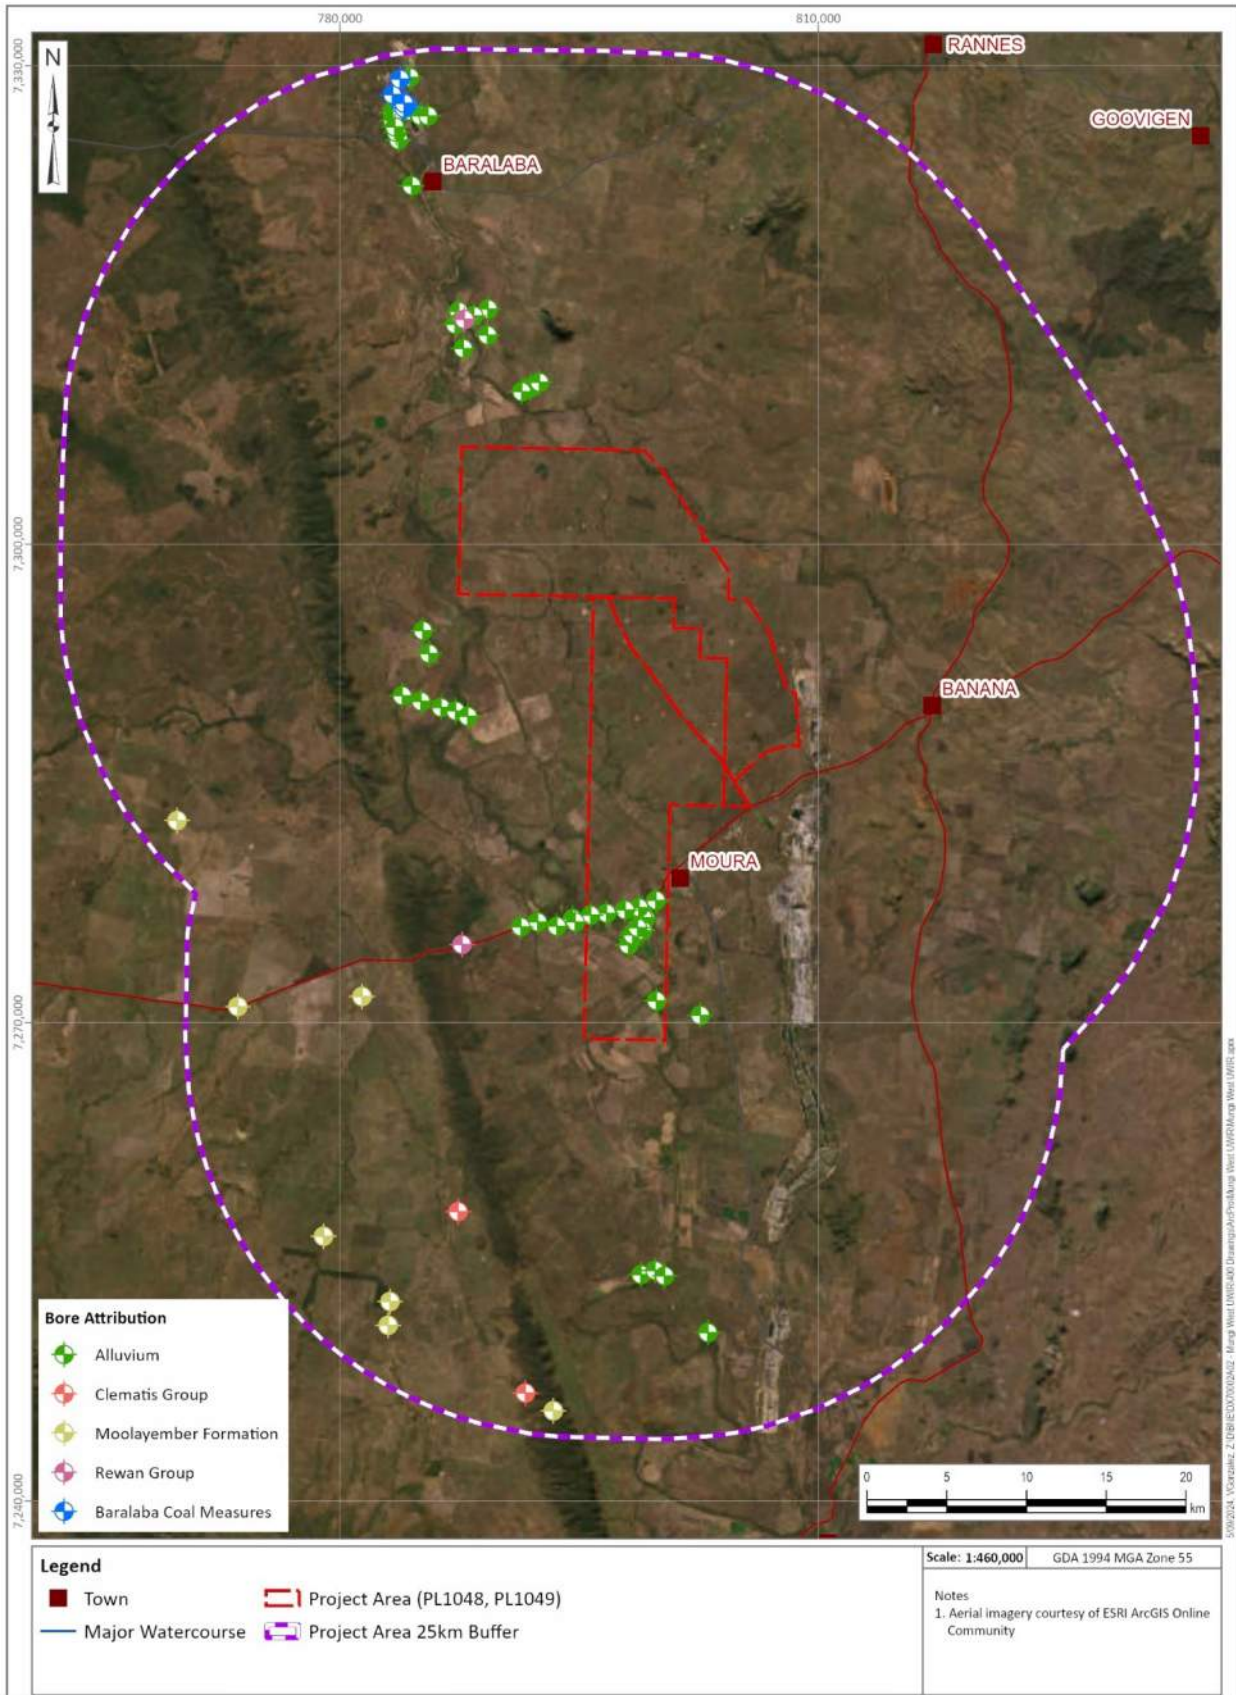 780,000
810,000
N
7,330,000
RANNES
GOOVIGEN
BARALABA
7,300,000
BANANA
MOURA
7,270,000
7,240,000
Bore Attribution
Alluvium
Clematis Group
Moolayember Formation
Rewan Group
Baralaba Coal Measures
0 5 10 15 20
km
Legend
Town
Project Area (PL1048, PL1049)
Major Watercourse
Project Area 25km Buffer
Scale: 1:460,000
GDA 1994 MGA Zone 55
Notes
1. Aerial imagery courtesy of ESRI ArcGIS Online
Community